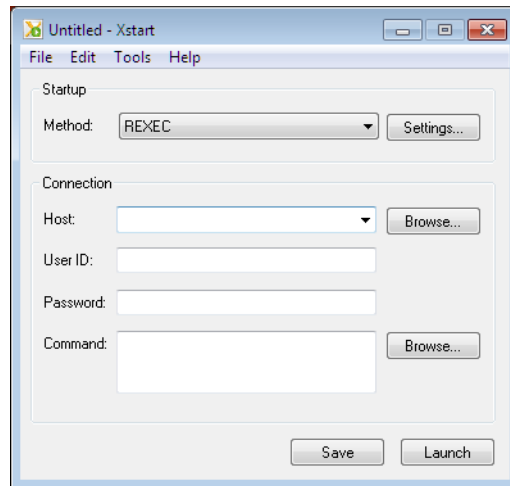 Untitled - Xstart
File Edit Tools Help
Startup
Method: REXEC Settings...
Connection
Host: Browse...
User ID:
Password:
Command: Browse...
Save Launch